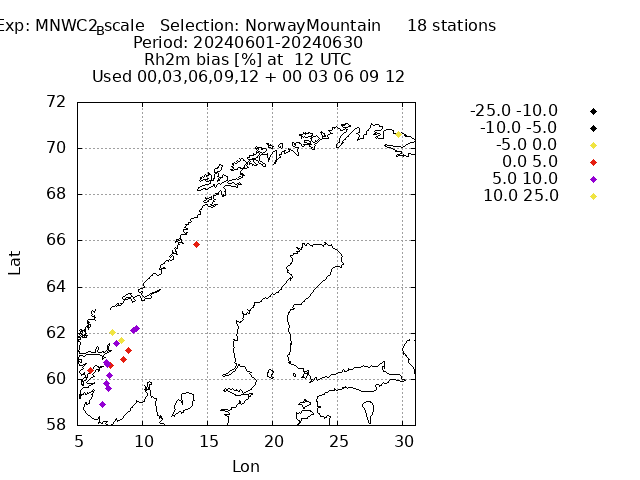 Exp: MNWC2_Bscale Selection: NorwayMountain 18 stations
Period: 20240601-20240630
Rh2m bias [%] at 12 UTC
Used 00,03,06,09,12 + 00 03 06 09 12
-25.0 -10.0
-10.0 -5.0
-5.0 0.0
0.0 5.0
5.0 10.0
10.0 25.0
72
70
68
66
64
62
60
58
Lat
5 10 15 20 25 30
Lon